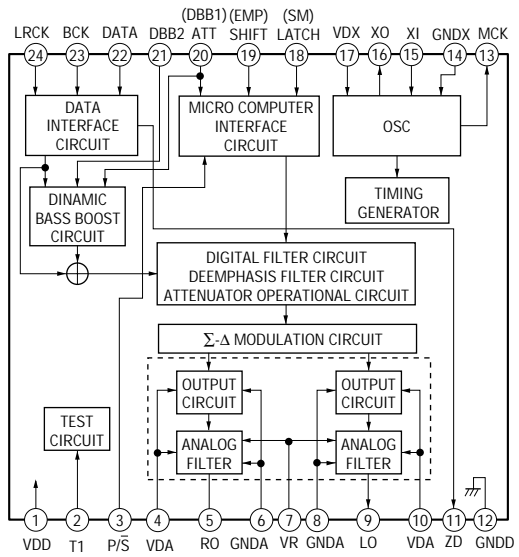 (DBB1) (EMP) (SM)
LRCK BCK DATA DBB2 ATT SHIFT LATCH VDX XO XI GNDX MCK
24 23 22 21 20 19 18 17 16 15 14 13
DATA
INTERFACE
CIRCUIT
MICRO COMPUTER
INTERFACE
CIRCUIT
OSC
DINAMIC
BASS BOOST
CIRCUIT
TIMING
GENERATOR
DIGITAL FILTER CIRCUIT
DEEMPHASIS FILTER CIRCUIT
ATTENUATOR OPERATIONAL CIRCUIT
Σ-Δ MODULATION CIRCUIT
OUTPUT
CIRCUIT
OUTPUT
CIRCUIT
TEST
CIRCUIT
ANALOG
FILTER
ANALOG
FILTER
1 2 3 4 5 6 7 8 9 10 11 12
VDD T1 P/S̅ VDA RO GNDA VR GNDA LO VDA ZD GNDD